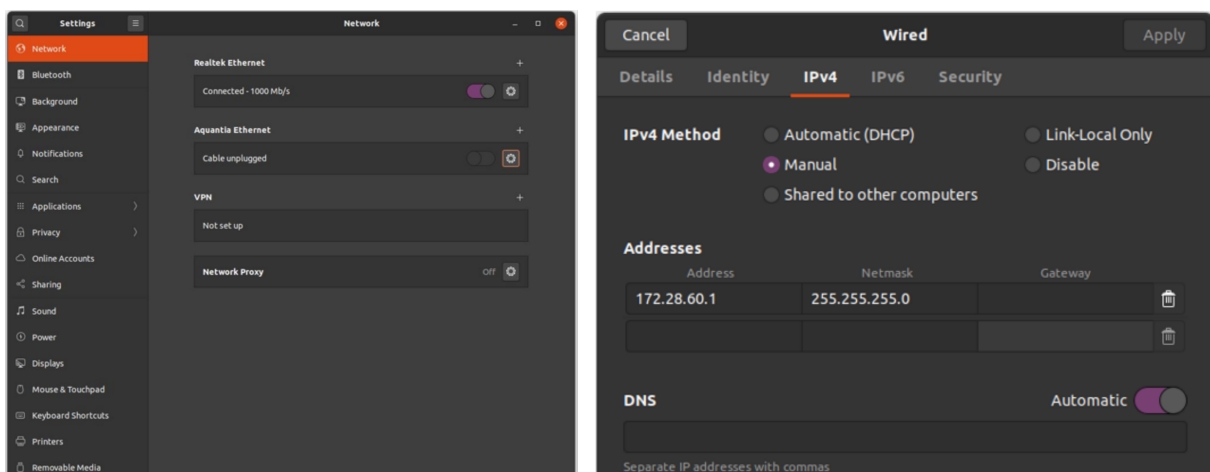 Settings
Network
Network
Bluetooth
Background
Appearance
Notifications
Search
Applications
Privacy
Online Accounts
Sharing
Sound
Power
Displays
Mouse & Touchpad
Keyboard Shortcuts
Printers
Removable Media
Realtek Ethernet
Connected - 1000 Mb/s
Aquantia Ethernet
Cable unplugged
VPN
Not set up
Network Proxy Off
Cancel Wired Apply
Details Identity IPv4 IPv6 Security
IPv4 Method Automatic (DHCP) Link-Local Only
Manual Disable
Shared to other computers
Addresses
Address Netmask Gateway
172.28.60.1 255.255.255.0
DNS Automatic
Separate IP addresses with commas